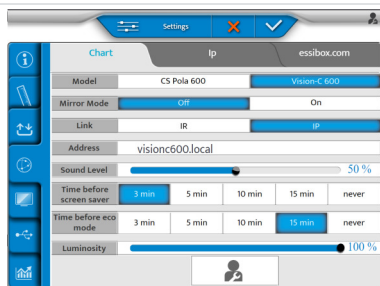 Settings
Chart Ip essibox.com
Model CS Pola 600 Vision-C 600
Mirror Mode Off On
Link IR IP
Address visionc600.local
Sound Level 50 %
Time before screen saver 3 min 5 min 10 min 15 min never
Time before eco mode 3 min 5 min 10 min 15 min never
Luminosity 100 %